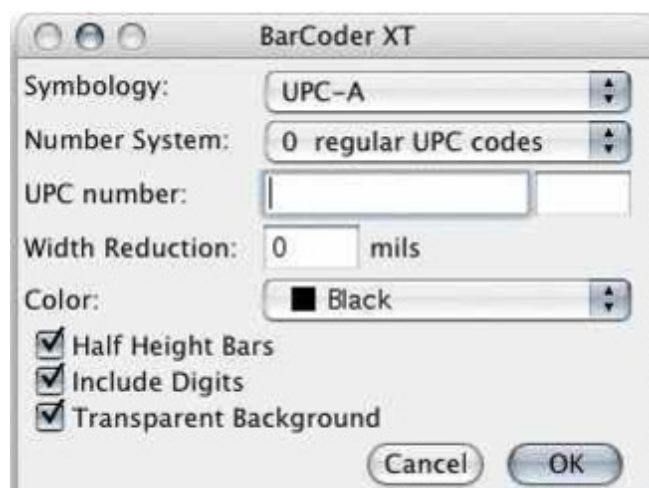 BarCoder XT
Symbology: UPC-A
Number System: 0 regular UPC codes
UPC number:
Width Reduction: 0 mils
Color: Black
Half Height Bars
Include Digits
Transparent Background
Cancel OK